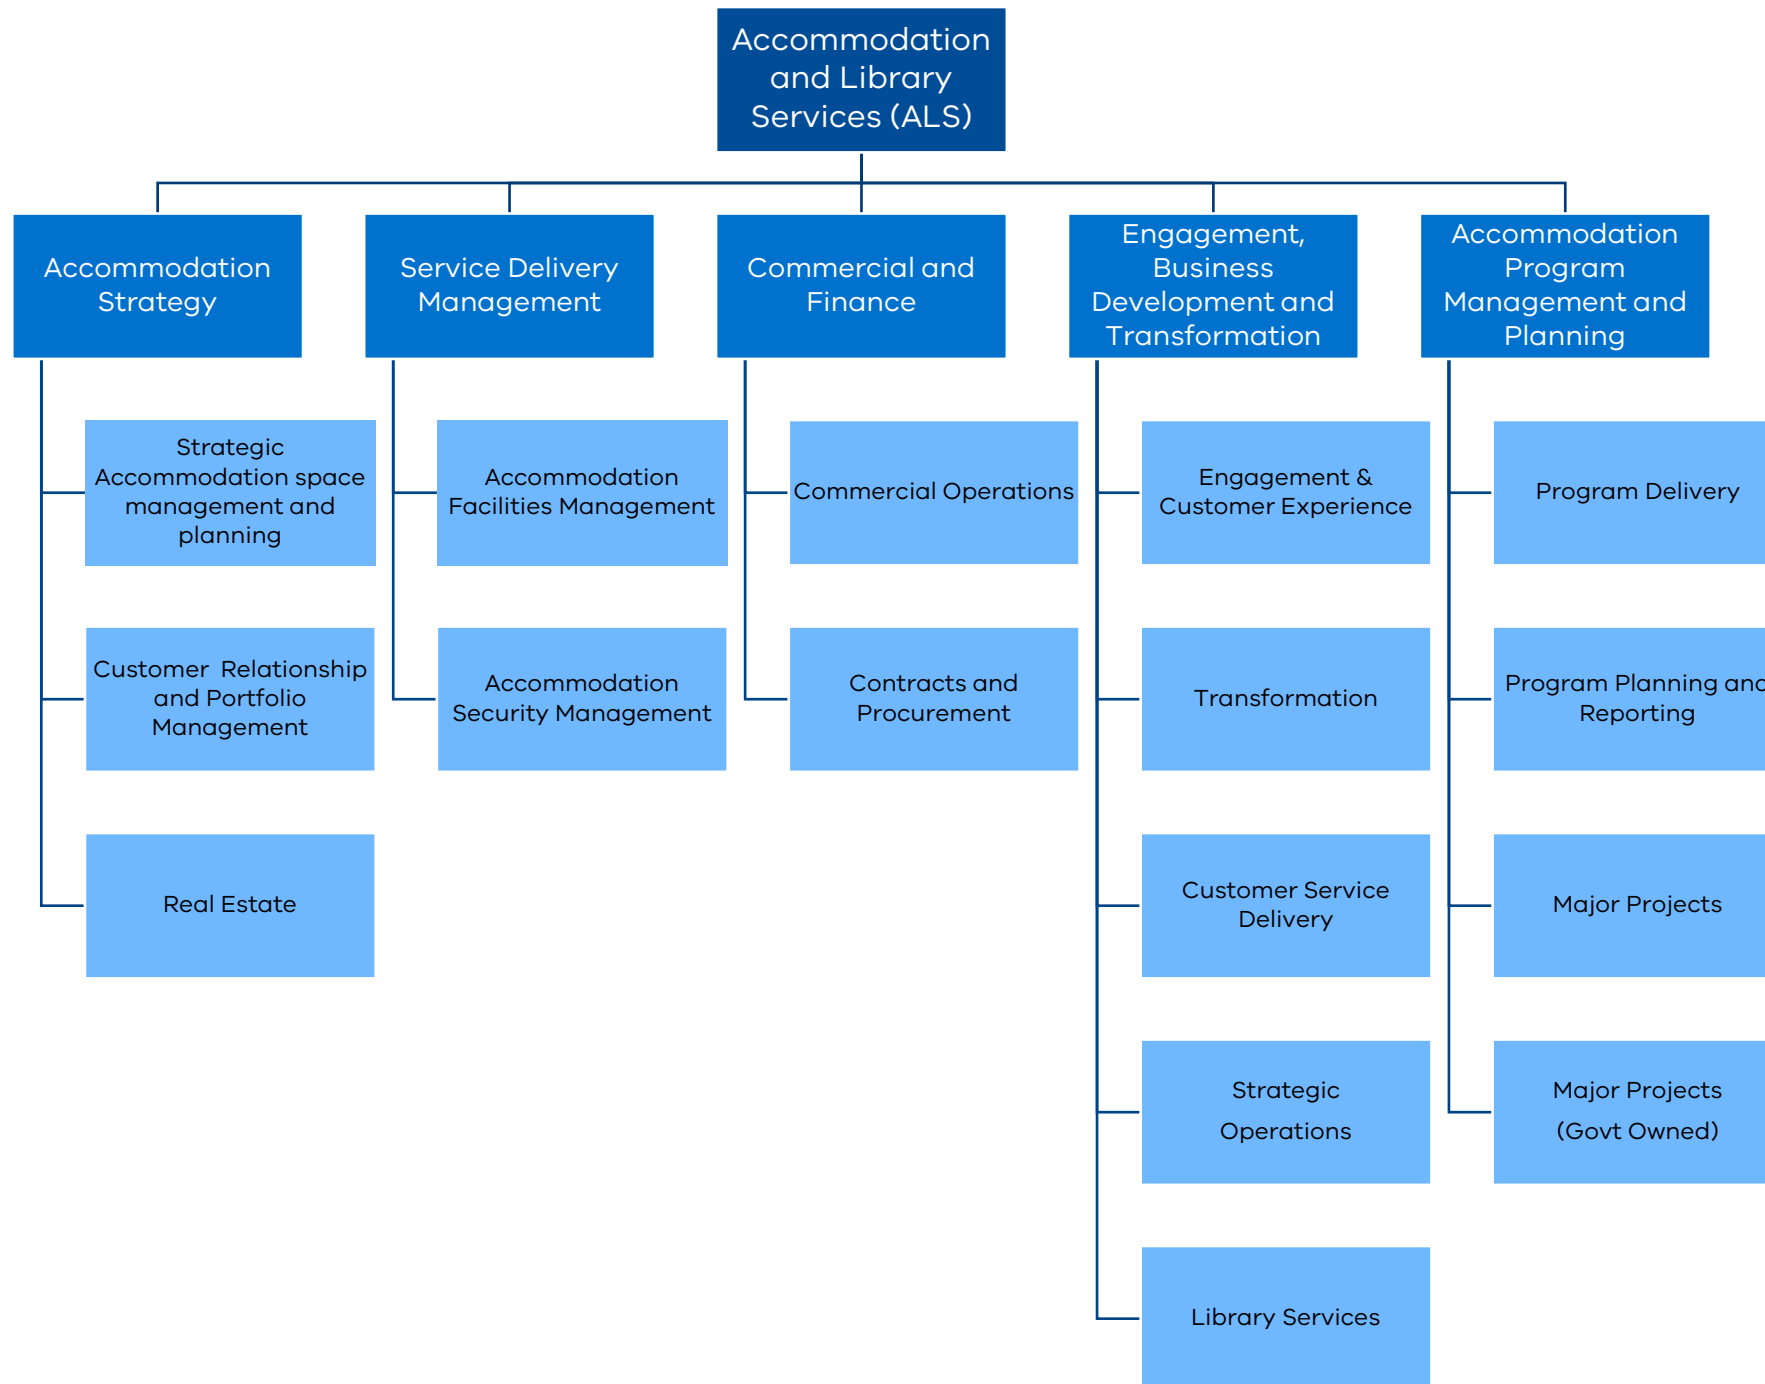 Accommodation
and Library
Services (ALS)
Accommodation
Strategy
Service Delivery
Management
Commercial and
Finance
Engagement,
Business
Development and
Transformation
Accommodation
Program
Management and
Planning
Strategic
Accommodation space
management and
planning
Accommodation
Facilities Management
Commercial Operations
Engagement &
Customer Experience
Program Delivery
Customer  Relationship
and Portfolio
Management
Accommodation
Security Management
Contracts and
Procurement
Transformation
Program Planning and
Reporting
Real Estate
Customer Service
Delivery
Major Projects
Strategic
Operations
Major Projects
(Govt Owned)
Library Services